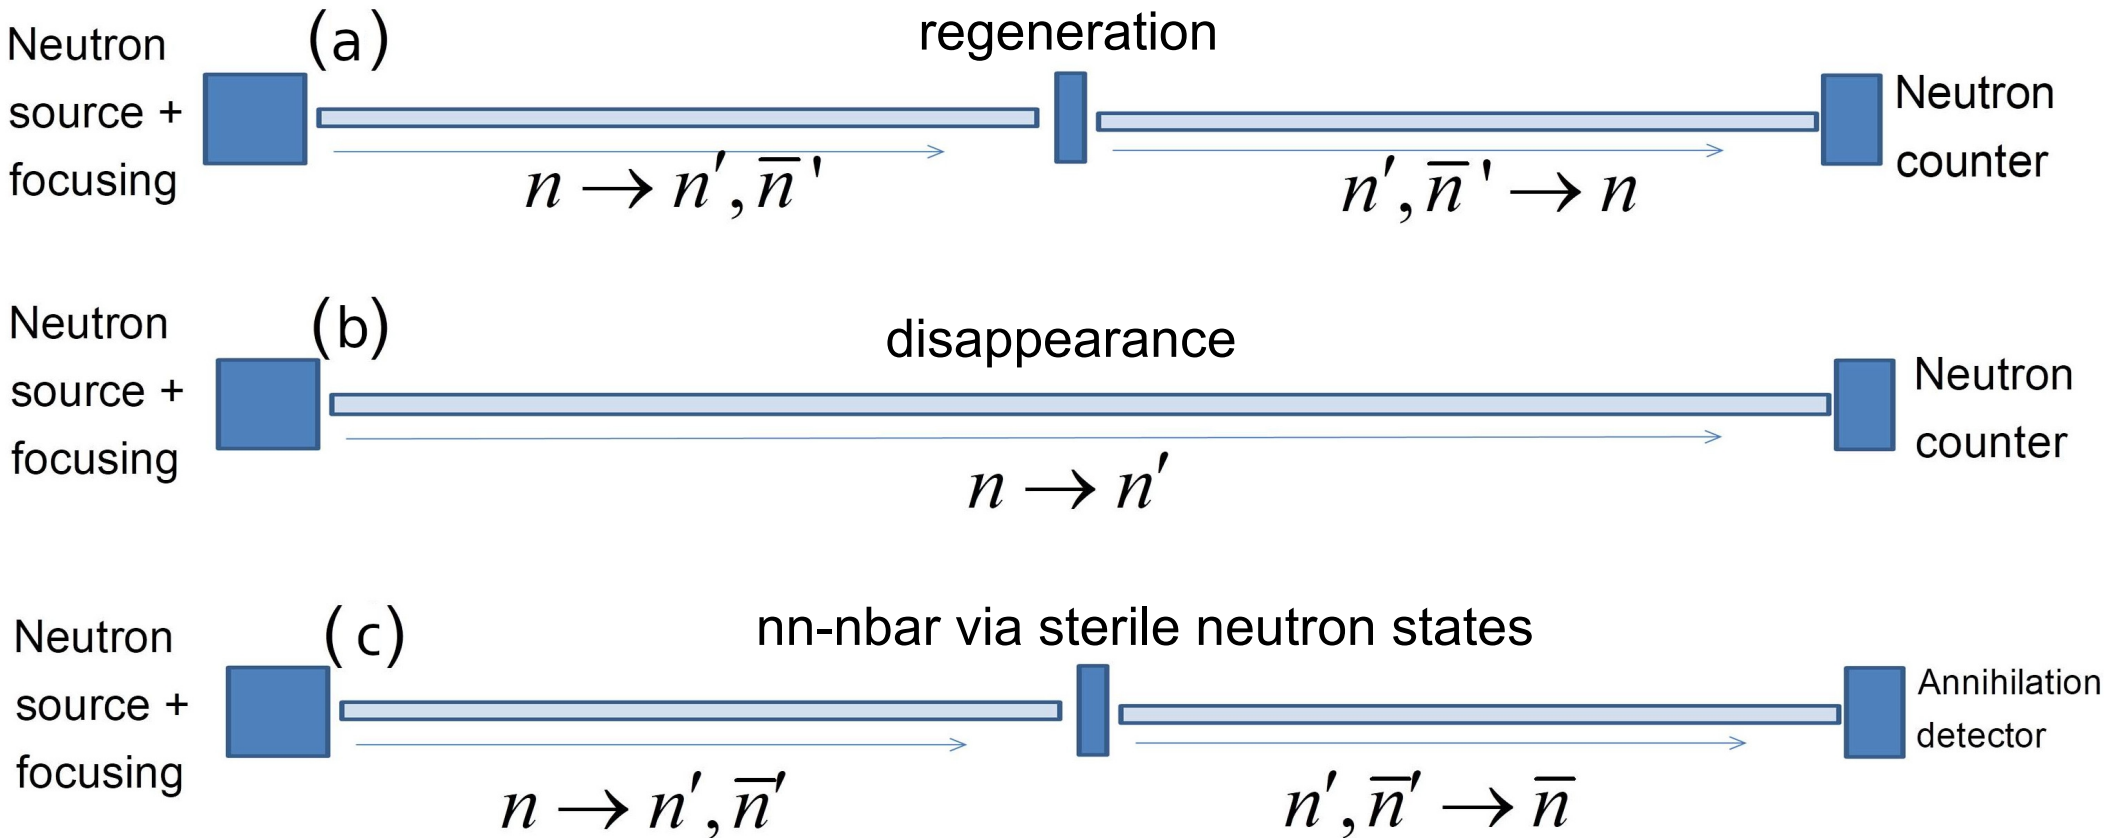 (a)
regeneration
Neutron
source +
focusing
n → n′, n̅ '
n′, n̅ ' → n
Neutron
counter
(b)
disappearance
Neutron
source +
focusing
n → n′
Neutron
counter
(c)
nn-nbar via sterile neutron states
Neutron
source +
focusing
n → n′, n̅′
n′, n̅′ → n̅
Annihilation
detector